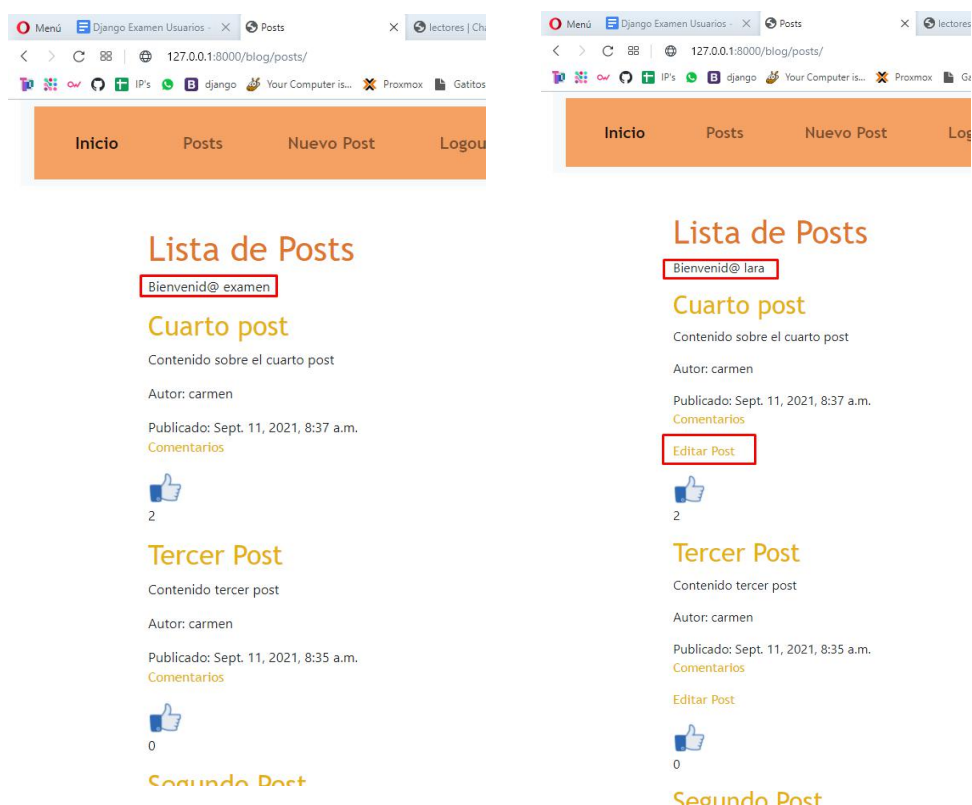 Menú Django Examen Usuarios - Posts lectores | Cha
127.0.0.1:8000/blog/posts/
IP's django Your Computer is... Proxmox Gatitos
Inicio Posts Nuevo Post Logou
Lista de Posts
Bienvenid@ examen
Cuarto post
Contenido sobre el cuarto post
Autor: carmen
Publicado: Sept. 11, 2021, 8:37 a.m.
Comentarios
2
Tercer Post
Contenido tercer post
Autor: carmen
Publicado: Sept. 11, 2021, 8:35 a.m.
Comentarios
0
Segundo Post
Menú Django Examen Usuarios - Posts lectores
127.0.0.1:8000/blog/posts/
IP's django Your Computer is... Proxmox Ga
Inicio Posts Nuevo Post Log
Lista de Posts
Bienvenid@ lara
Cuarto post
Contenido sobre el cuarto post
Autor: carmen
Publicado: Sept. 11, 2021, 8:37 a.m.
Comentarios
Editar Post
2
Tercer Post
Contenido tercer post
Autor: carmen
Publicado: Sept. 11, 2021, 8:35 a.m.
Comentarios
Editar Post
0
Segundo Post